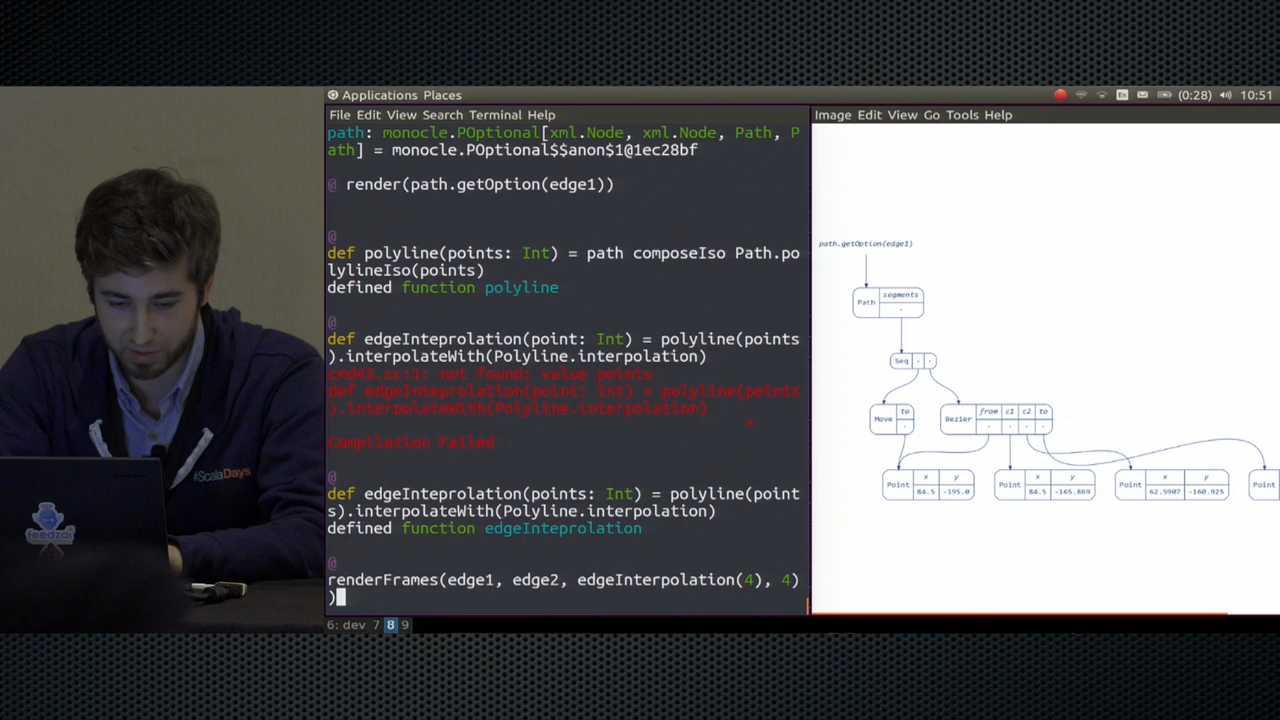 Applications Places
(0:28)
10:51
File Edit View Search Terminal Help
path: monocle.POptional[xml.Node, xml.Node, Path, P
ath] = monocle.POptional$$anon$1@1ec28bf
@ render(path.getOption(edge1))
@
def polyline(points: Int) = path composeIso Path.po
lylineIso(points)
defined function polyline
@
def edgeInteprolation(point: Int) = polyline(points
).interpolateWith(Polyline.interpolation)
cmd43.sc:1: not found: value points
def edgeInteprolation(point: Int) = polyline(points
).interpolateWith(Polyline.interpolation)
^
Compilation Failed
@
def edgeInteprolation(points: Int) = polyline(point
s).interpolateWith(Polyline.interpolation)
defined function edgeInteprolation
@
renderFrames(edge1, edge2, edgeInterpolation(4), 4)
)
6: dev 7 8 9
Image Edit View Go Tools Help
path.getOption(edge1)
Path segments
Seq
Move to
Bezier from c1 c2 to
Point x y 84.5 -195.0
Point x y 84.5 -165.869
Point x y 62.5907 -160.925
Point
#ScalaDays
feedzai